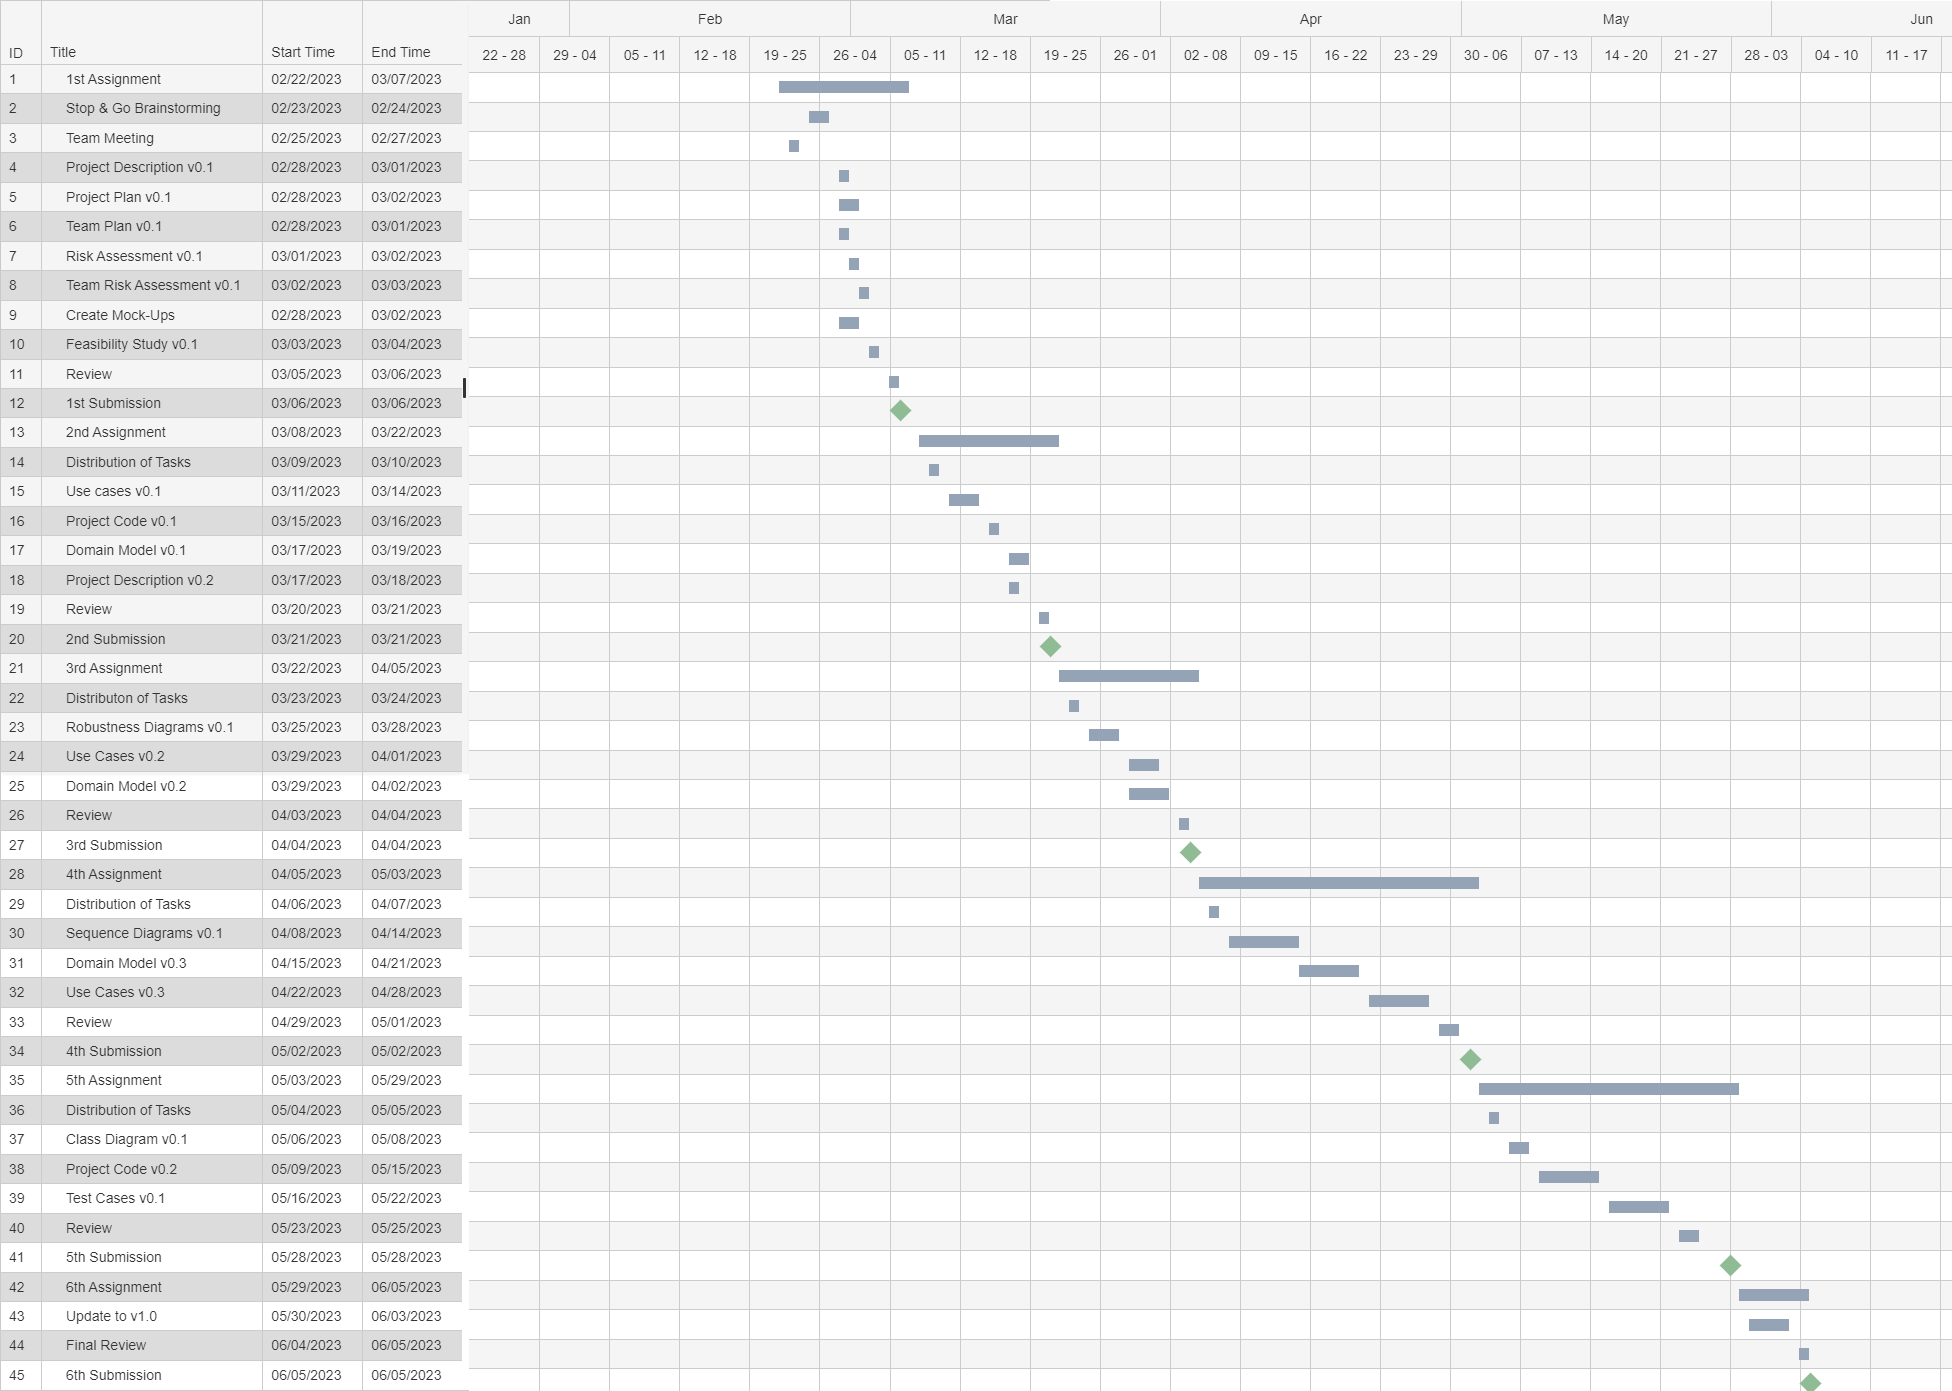 Jan Feb Mar Apr May Jun
ID Title Start Time End Time 22 - 28 29 - 04 05 - 11 12 - 18 19 - 25 26 - 04 05 - 11 12 - 18 19 - 25 26 - 01 02 - 08 09 - 15 16 - 22 23 - 29 30 - 06 07 - 13 14 - 20 21 - 27 28 - 03 04 - 10 11 - 17
1 1st Assignment 02/22/2023 03/07/2023
2 Stop & Go Brainstorming 02/23/2023 02/24/2023
3 Team Meeting 02/25/2023 02/27/2023
4 Project Description v0.1 02/28/2023 03/01/2023
5 Project Plan v0.1 02/28/2023 03/02/2023
6 Team Plan v0.1 02/28/2023 03/01/2023
7 Risk Assessment v0.1 03/01/2023 03/02/2023
8 Team Risk Assessment v0.1 03/02/2023 03/03/2023
9 Create Mock-Ups 02/28/2023 03/02/2023
10 Feasibility Study v0.1 03/03/2023 03/04/2023
11 Review 03/05/2023 03/06/2023
12 1st Submission 03/06/2023 03/06/2023
13 2nd Assignment 03/08/2023 03/22/2023
14 Distribution of Tasks 03/09/2023 03/10/2023
15 Use cases v0.1 03/11/2023 03/14/2023
16 Project Code v0.1 03/15/2023 03/16/2023
17 Domain Model v0.1 03/17/2023 03/19/2023
18 Project Description v0.2 03/17/2023 03/18/2023
19 Review 03/20/2023 03/21/2023
20 2nd Submission 03/21/2023 03/21/2023
21 3rd Assignment 03/22/2023 04/05/2023
22 Distributon of Tasks 03/23/2023 03/24/2023
23 Robustness Diagrams v0.1 03/25/2023 03/28/2023
24 Use Cases v0.2 03/29/2023 04/01/2023
25 Domain Model v0.2 03/29/2023 04/02/2023
26 Review 04/03/2023 04/04/2023
27 3rd Submission 04/04/2023 04/04/2023
28 4th Assignment 04/05/2023 05/03/2023
29 Distribution of Tasks 04/06/2023 04/07/2023
30 Sequence Diagrams v0.1 04/08/2023 04/14/2023
31 Domain Model v0.3 04/15/2023 04/21/2023
32 Use Cases v0.3 04/22/2023 04/28/2023
33 Review 04/29/2023 05/01/2023
34 4th Submission 05/02/2023 05/02/2023
35 5th Assignment 05/03/2023 05/29/2023
36 Distribution of Tasks 05/04/2023 05/05/2023
37 Class Diagram v0.1 05/06/2023 05/08/2023
38 Project Code v0.2 05/09/2023 05/15/2023
39 Test Cases v0.1 05/16/2023 05/22/2023
40 Review 05/23/2023 05/25/2023
41 5th Submission 05/28/2023 05/28/2023
42 6th Assignment 05/29/2023 06/05/2023
43 Update to v1.0 05/30/2023 06/03/2023
44 Final Review 06/04/2023 06/05/2023
45 6th Submission 06/05/2023 06/05/2023